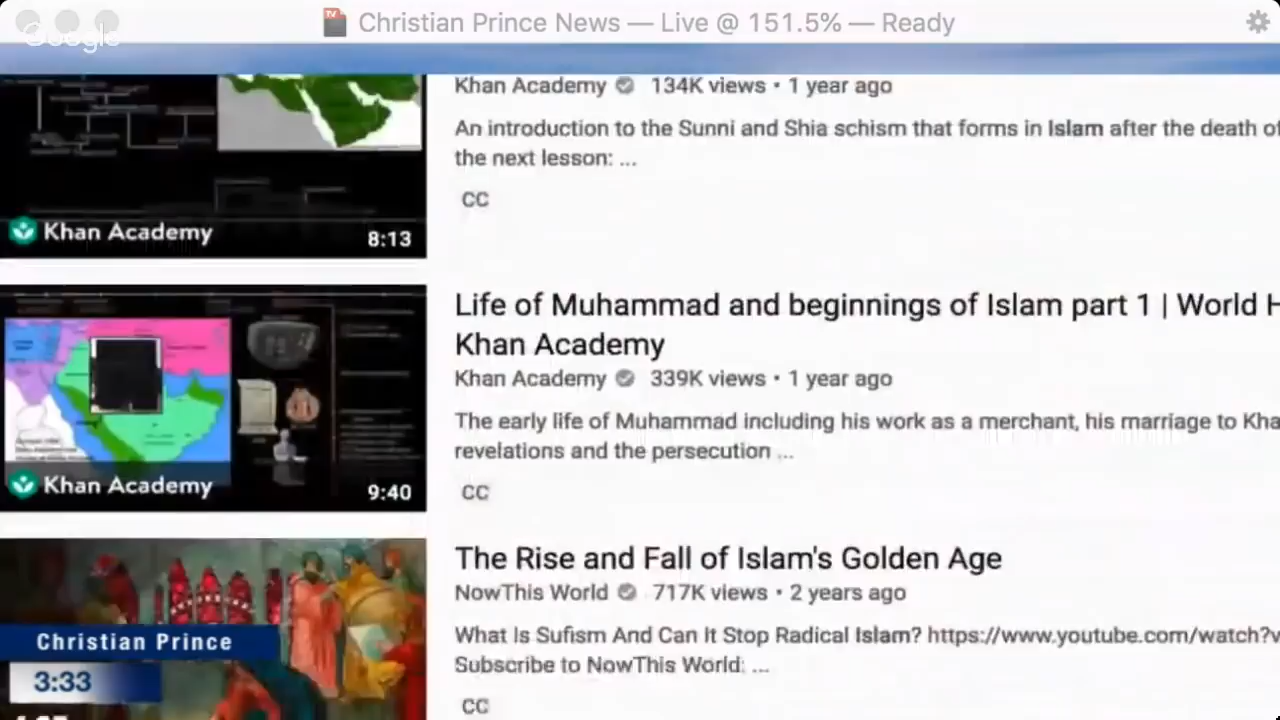 Christian Prince News — Live @ 151.5% — Ready
Google
Khan Academy 134K views • 1 year ago
An introduction to the Sunni and Shia schism that forms in Islam after the death of
the next lesson: ...
CC
Khan Academy
8:13
Life of Muhammad and beginnings of Islam part 1 | World H
Khan Academy
Khan Academy 339K views • 1 year ago
The early life of Muhammad including his work as a merchant, his marriage to Kha
revelations and the persecution ...
CC
Khan Academy
9:40
The Rise and Fall of Islam's Golden Age
NowThis World 717K views • 2 years ago
What Is Sufism And Can It Stop Radical Islam? https://www.youtube.com/watch?v
Subscribe to NowThis World: ...
CC
Christian Prince
3:33